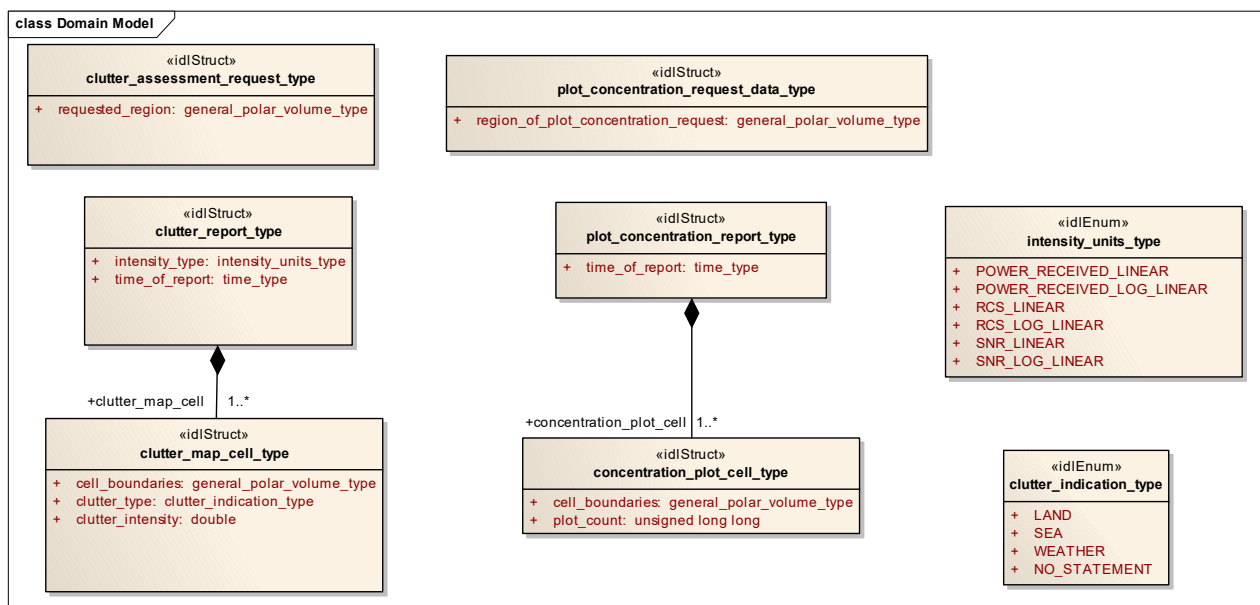 class Domain Model
«idlStruct»
clutter_assessment_request_type
+ requested_region: general_polar_volume_type
«idlStruct»
plot_concentration_request_data_type
+ region_of_plot_concentration_request: general_polar_volume_type
«idlStruct»
clutter_report_type
+ intensity_type: intensity_units_type
+ time_of_report: time_type
«idlStruct»
plot_concentration_report_type
+ time_of_report: time_type
«idlEnum»
intensity_units_type
+ POWER_RECEIVED_LINEAR
+ POWER_RECEIVED_LOG_LINEAR
+ RCS_LINEAR
+ RCS_LOG_LINEAR
+ SNR_LINEAR
+ SNR_LOG_LINEAR
+clutter_map_cell 1..*
«idlStruct»
clutter_map_cell_type
+ cell_boundaries: general_polar_volume_type
+ clutter_type: clutter_indication_type
+ clutter_intensity: double
+concentration_plot_cell 1..*
«idlStruct»
concentration_plot_cell_type
+ cell_boundaries: general_polar_volume_type
+ plot_count: unsigned long long
«idlEnum»
clutter_indication_type
+ LAND
+ SEA
+ WEATHER
+ NO_STATEMENT